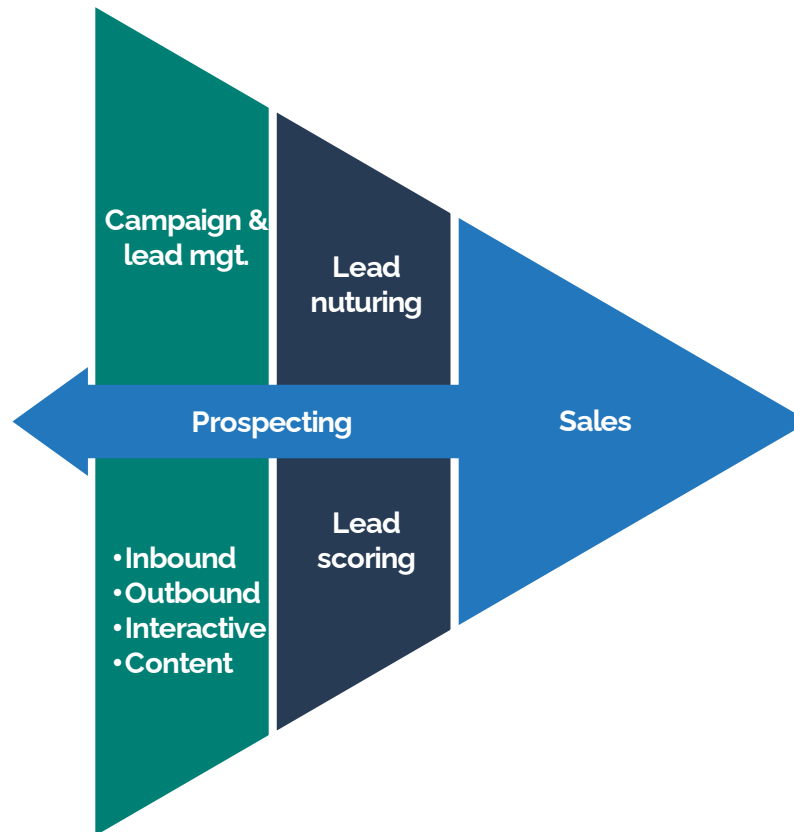 Campaign &
lead mgt.
Lead
nuturing
Prospecting
Sales
Lead
scoring
•Inbound
•Outbound
•Interactive
•Content